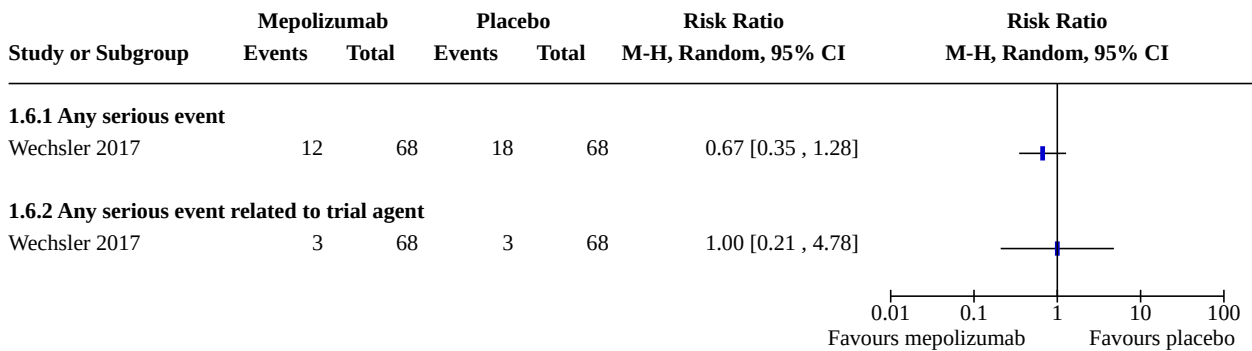 Mepolizumab Placebo Risk Ratio Risk Ratio
Study or Subgroup Events Total Events Total M-H, Random, 95% CI M-H, Random, 95% CI
1.6.1 Any serious event
Wechsler 2017 12 68 18 68 0.67 [0.35 , 1.28]
1.6.2 Any serious event related to trial agent
Wechsler 2017 3 68 3 68 1.00 [0.21 , 4.78]
0.01 0.1 1 10 100
Favours mepolizumab Favours placebo